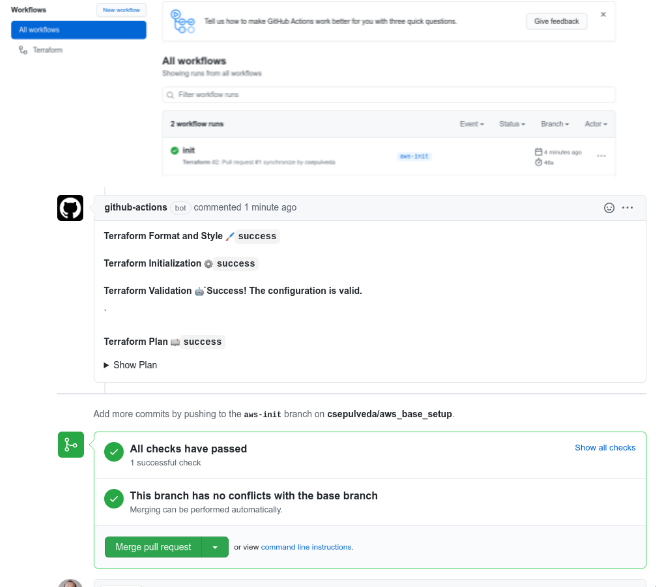 Workflows
New workflow
All workflows
Terraform
Tell us how to make GitHub Actions work better for you with three quick questions.
Give feedback
×
All workflows
Showing runs from all workflows
Filter workflow runs
2 workflow runs
Event
Status
Branch
Actor
init
Terraform #2: Pull request #1 synchronize by csepulveda
aws-init
4 minutes ago
46s
github-actions bot commented 1 minute ago
Terraform Format and Style 🖌 success
Terraform Initialization ⚙️ success
Terraform Validation 🤖`Success! The configuration is valid.
`
Terraform Plan 📖 success
Show Plan
Add more commits by pushing to the aws-init branch on csepulveda/aws_base_setup.
All checks have passed
1 successful check
Show all checks
This branch has no conflicts with the base branch
Merging can be performed automatically.
Merge pull request
or view command line instructions.